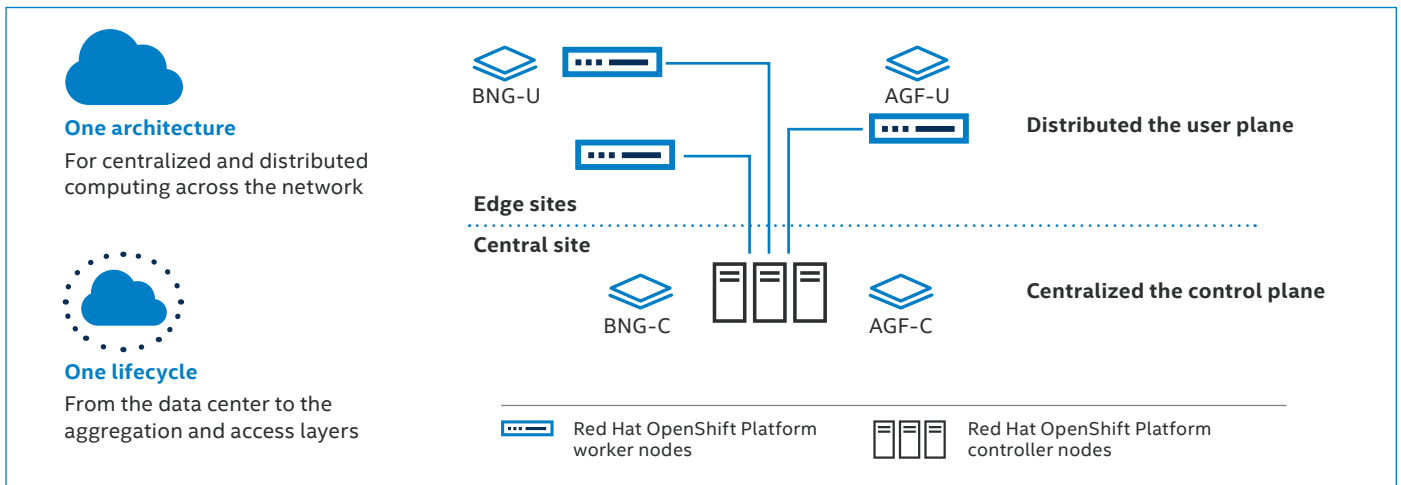 One architecture
For centralized and distributed
computing across the network
One lifecycle
From the data center to the
aggregation and access layers
BNG-U
AGF-U
Distributed the user plane
Edge sites
Central site
BNG-C
AGF-C
Centralized the control plane
Red Hat OpenShift Platform
worker nodes
Red Hat OpenShift Platform
controller nodes